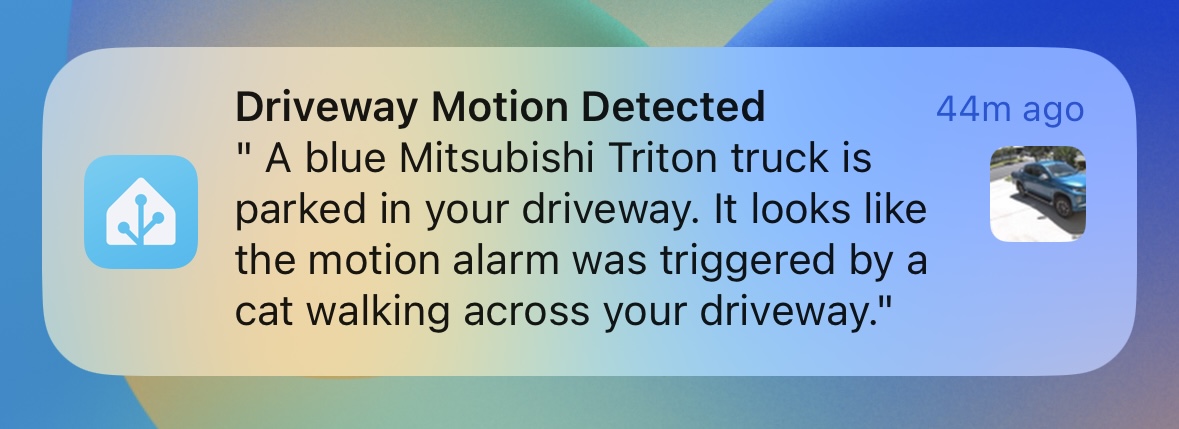 Driveway Motion Detected
44m ago
" A blue Mitsubishi Triton truck is
parked in your driveway. It looks like
the motion alarm was triggered by a
cat walking across your driveway."